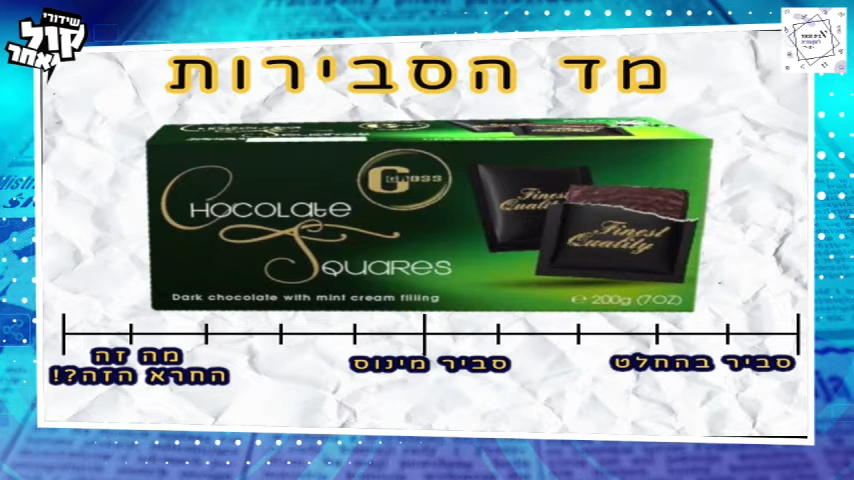 שידורי
קול
אחר
מד הסבירות
Gross
Chocolate
Squares
Dark chocolate with mint cream filling
Finest
Quality
Finest
Quality
e 200g (7OZ)
מה זה
החרא הזה?!
סביר מינוס
סביר בהחלט